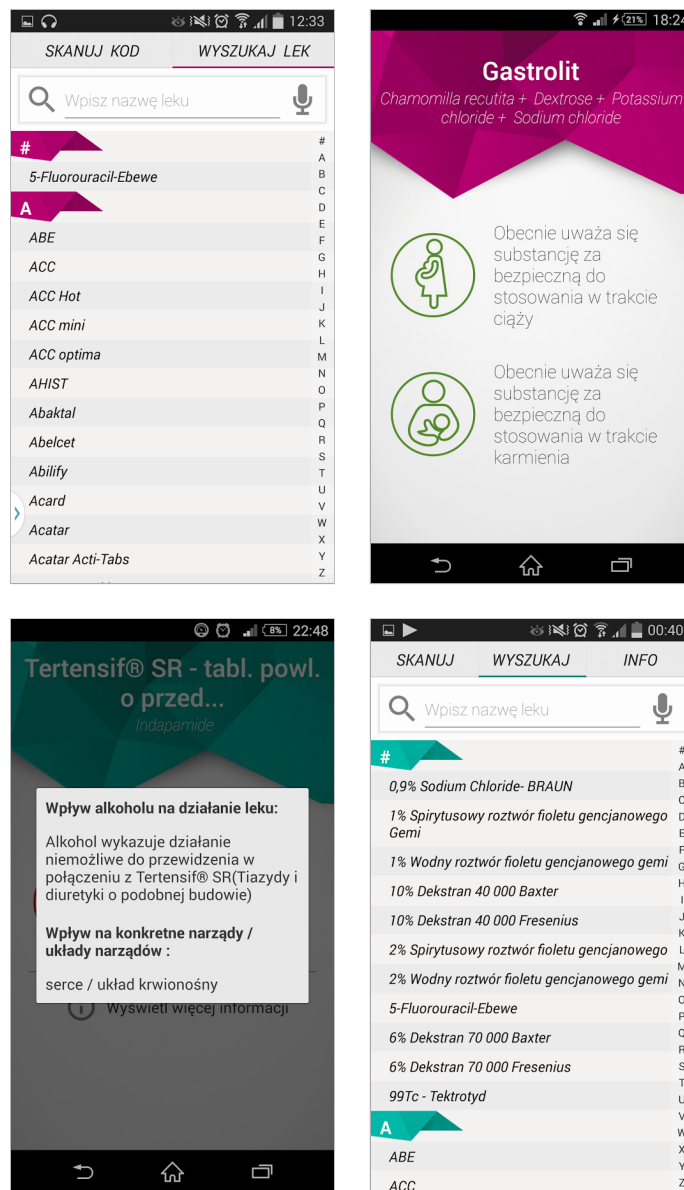 12:33
SKANUJ KOD WYSZUKAJ LEK
Wpisz nazwę leku
#
5-Fluorouracil-Ebewe
A
ABE
ACC
ACC Hot
ACC mini
ACC optima
AHIST
Abaktal
Abelcet
Abilify
Acard
Acatar
Acatar Acti-Tabs
#
A
B
C
D
E
F
G
H
I
J
K
L
M
N
O
P
Q
R
S
T
U
V
W
X
Y
Z
21% 18:24
Gastrolit
Chamomilla recutita + Dextrose + Potassium
chloride + Sodium chloride
Obecnie uważa się
substancję za
bezpieczną do
stosowania w trakcie
ciąży
Obecnie uważa się
substancję za
bezpieczną do
stosowania w trakcie
karmienia
8% 22:48
Tertensif® SR - tabl. powl.
o przed...
Indapamide
Wpływ alkoholu na działanie leku:
Alkohol wykazuje działanie
niemożliwe do przewidzenia w
połączeniu z Tertensif® SR(Tiazydy i
diuretyki o podobnej budowie)
Wpływ na konkretne narządy /
układy narządów :
serce / układ krwionośny
Wyświetl więcej informacji
00:40
SKANUJ WYSZUKAJ INFO
Wpisz nazwę leku
#
0,9% Sodium Chloride- BRAUN
1% Spirytusowy roztwór fioletu gencjanowego
Gemi
1% Wodny roztwór fioletu gencjanowego gemi
10% Dekstran 40 000 Baxter
10% Dekstran 40 000 Fresenius
2% Spirytusowy roztwór fioletu gencjanowego
2% Wodny roztwór fioletu gencjanowego gemi
5-Fluorouracil-Ebewe
6% Dekstran 70 000 Baxter
6% Dekstran 70 000 Fresenius
99Tc - Tektrotyd
A
ABE
ACC
#
A
B
C
D
E
F
G
H
I
J
K
L
M
N
O
P
Q
R
S
T
U
V
W
X
Y
Z